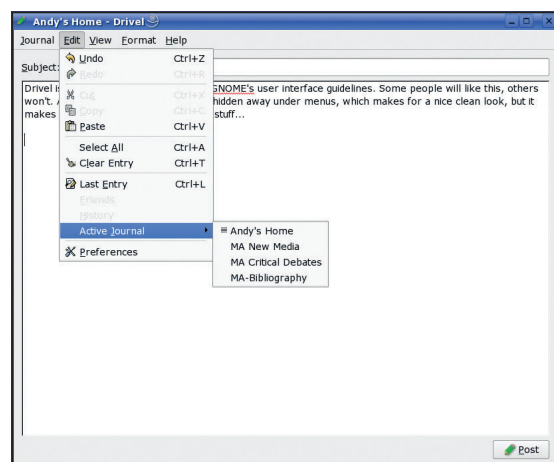 Andy's Home - Drivel
Journal Edit View Format Help
Subject:
Undo Ctrl+Z
Redo Ctrl+R
Cut Ctrl+X
Copy Ctrl+C
Paste Ctrl+V
Select All Ctrl+A
Clear Entry Ctrl+T
Last Entry Ctrl+L
Friends
History
Active Journal
Preferences
Andy's Home
MA New Media
MA Critical Debates
MA-Bibliography
Drivel GNOME's user interface guidelines. Some people will like this, others
won't. hidden away under menus, which makes for a nice clean look, but it
makes stuff...
Post